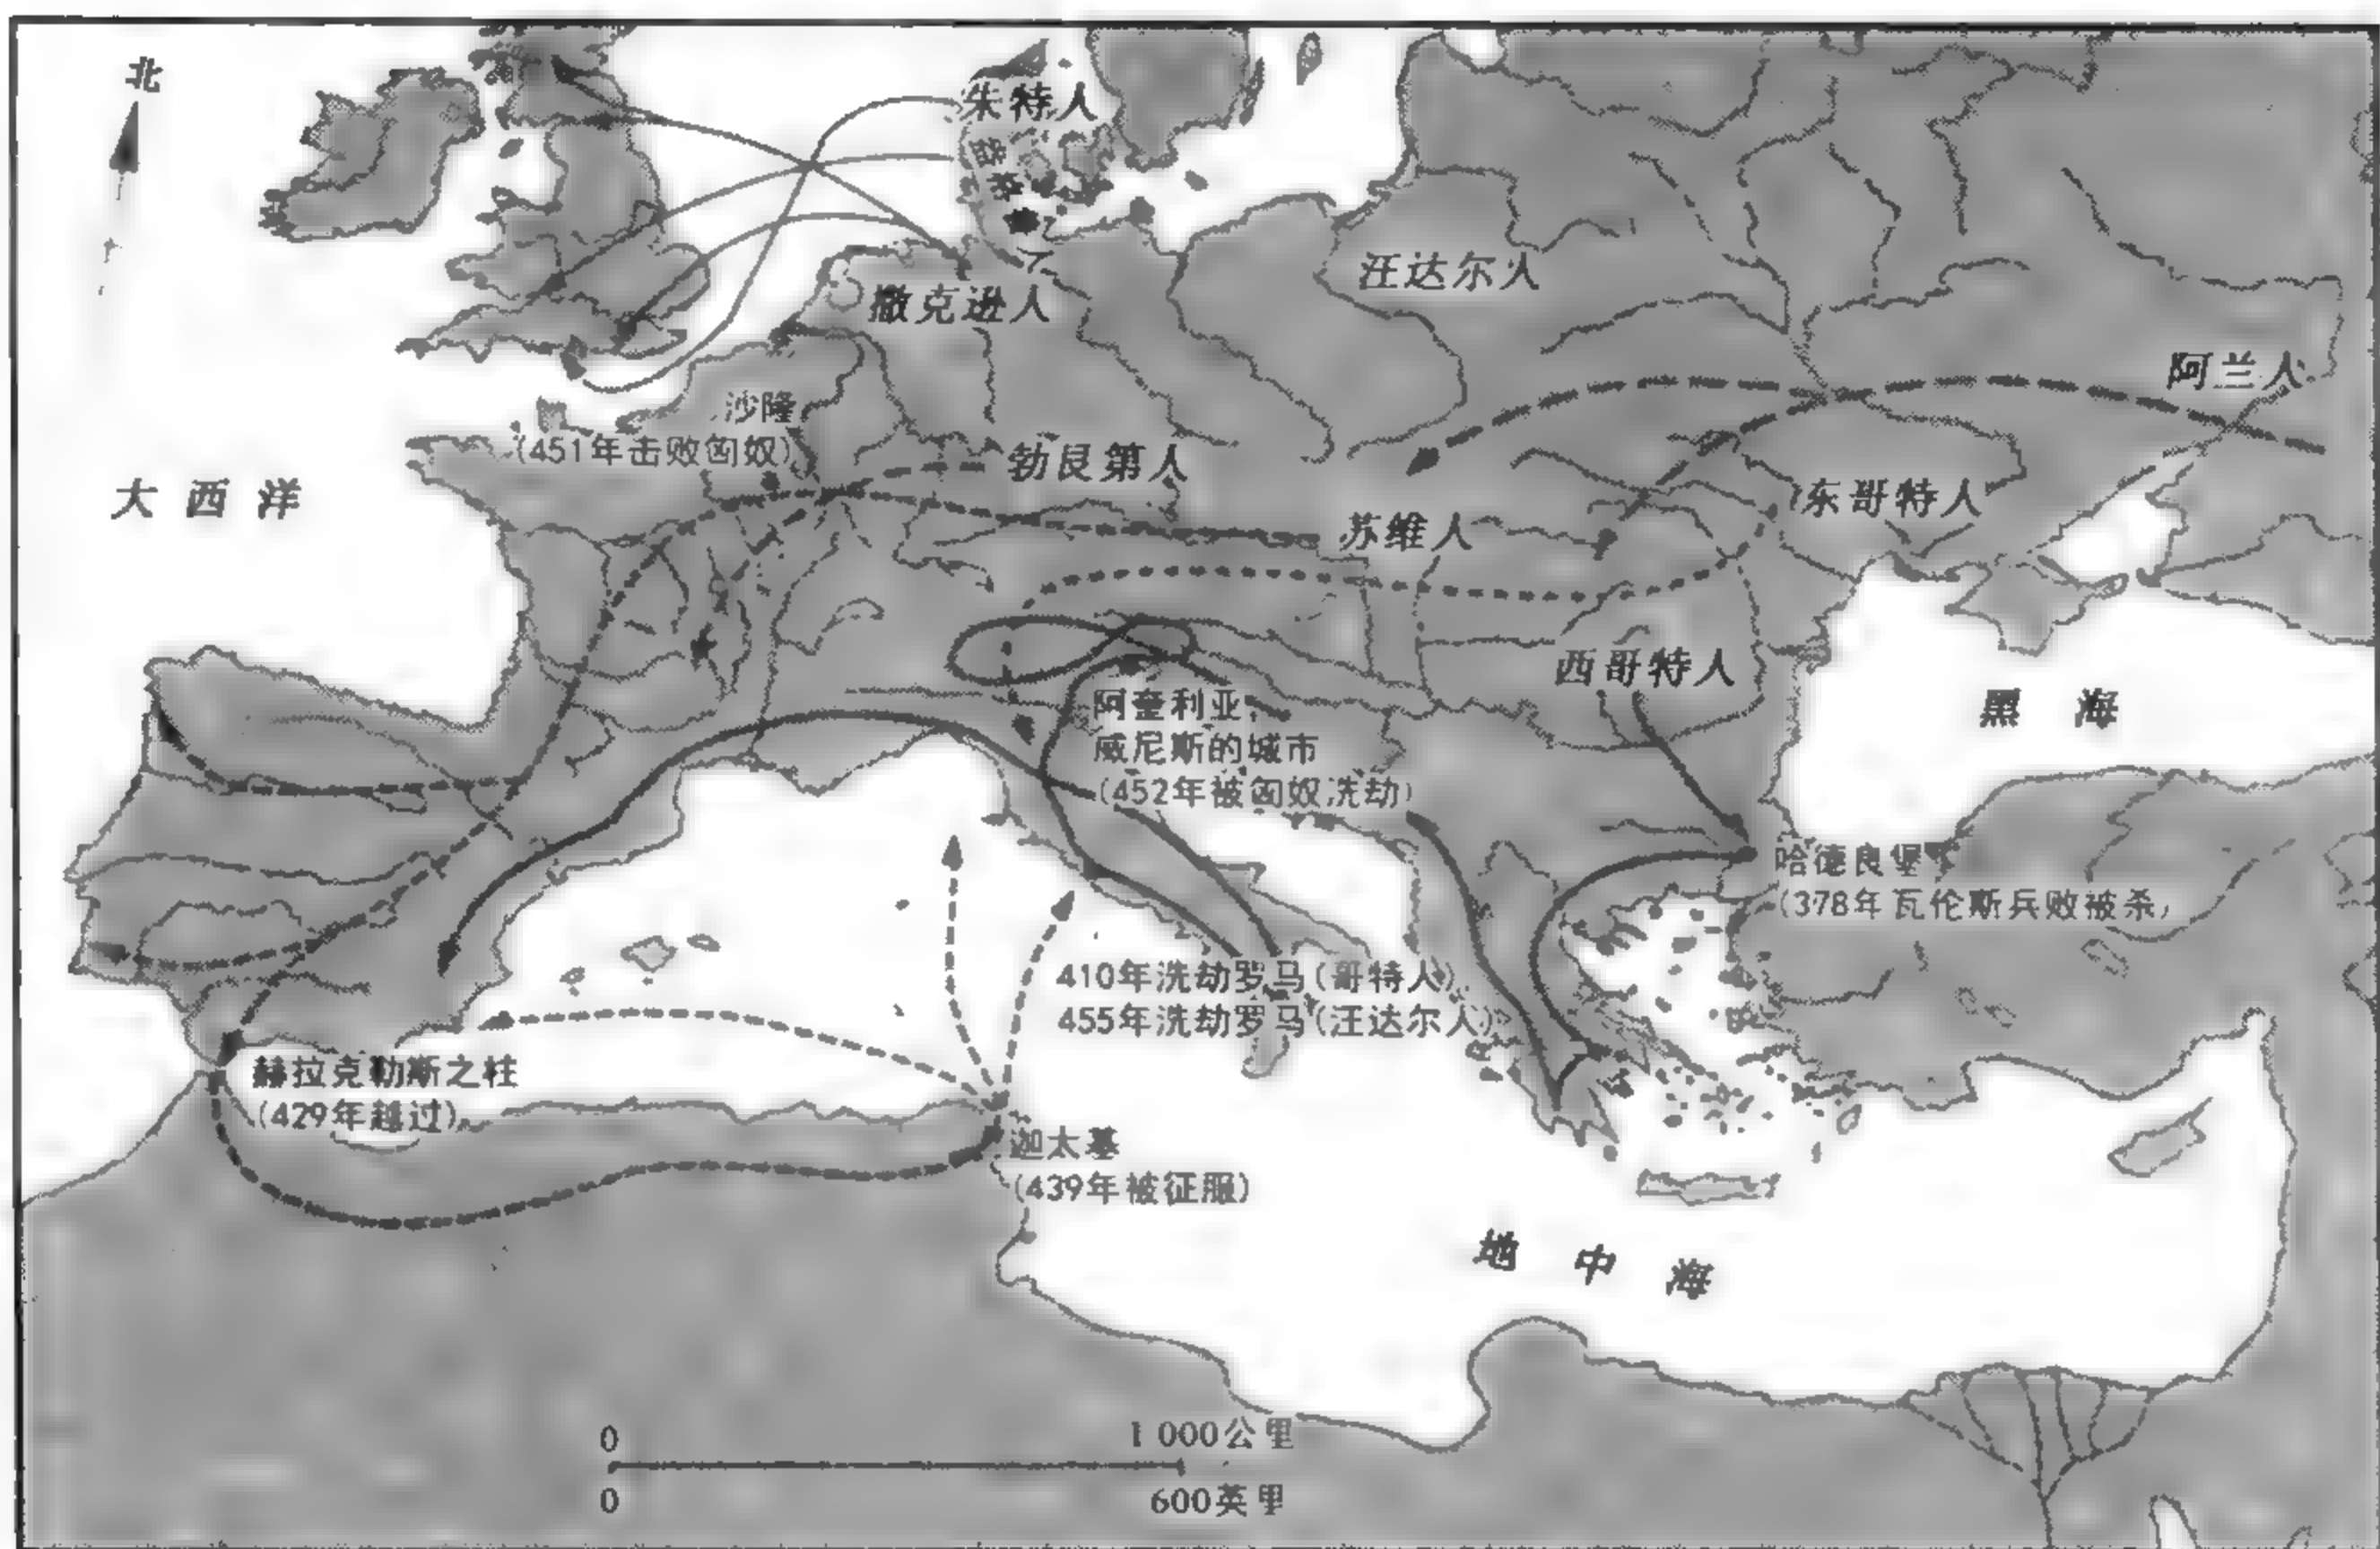 北
朱特人
盎格
撒克逊人
汪达尔人
阿兰人
沙隆
(451年击败匈奴)
勃艮第人
大西洋
东哥特人
苏维人
西哥特人
黑海
阿奎利亚,
威尼斯的城市
(452年被匈奴洗劫)
哈德良堡
(378年瓦伦斯兵败被杀)
410年洗劫罗马(哥特人)
455年洗劫罗马(汪达尔人)
赫拉克勒斯之柱
(429年越过)
迦太基
(439年被征服)
地中海
0 1 000公里
0 600英里